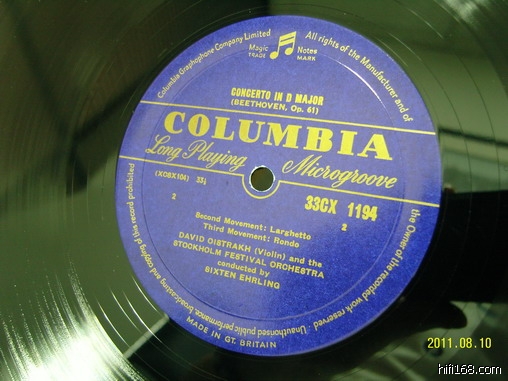 Columbia Graphophone Company Limited
All rights of the Manufacturer and of
the Owner of the recorded work reserved.
Unauthorised public performance,
broadcasting and copying of this record prohibited
Magic Notes
TRADE MARK
CONCERTO IN D MAJOR
(BEETHOVEN, Op. 61)
COLUMBIA
Long Playing Microgroove
(XOSX104) 33⅓
33CX 1194
2
2
Second Movement: Larghetto
Third Movement: Rondo
DAVID OISTRAKH (Violin) and the
STOCKHOLM FESTIVAL ORCHESTRA
conducted by
SIXTEN EHRLING
MADE IN GT. BRITAIN
2011.08.10
hifi168.com